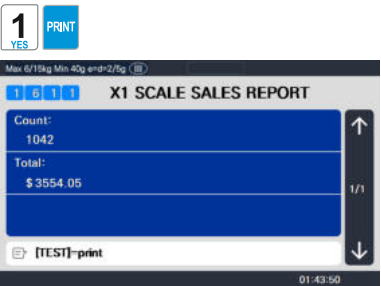 1
YES
PRINT
Max 6/15kg Min 40g e=d=2/5g (III)
1 6 1 1 X1 SCALE SALES REPORT
Count:
1042
Total:
$ 3554.05
1/1
[TEST]-print
01:43:50